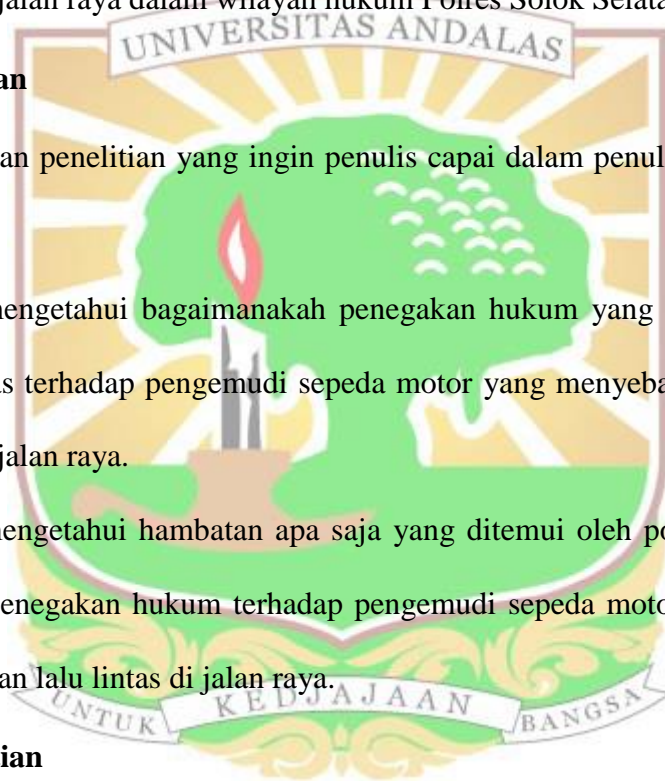 jalan raya dalam wilayah hukum Polres Solok Selata
UNIVERSITAS ANDALAS
an
an penelitian yang ingin penulis capai dalam penul
mengetahui bagaimanakah penegakan hukum yang
as terhadap pengemudi sepeda motor yang menyeba
jalan raya.
mengetahui hambatan apa saja yang ditemui oleh po
penegakan hukum terhadap pengemudi sepeda moto
an lalu lintas di jalan raya.
UNTUK KEDJAJAAN BANGSA
ian